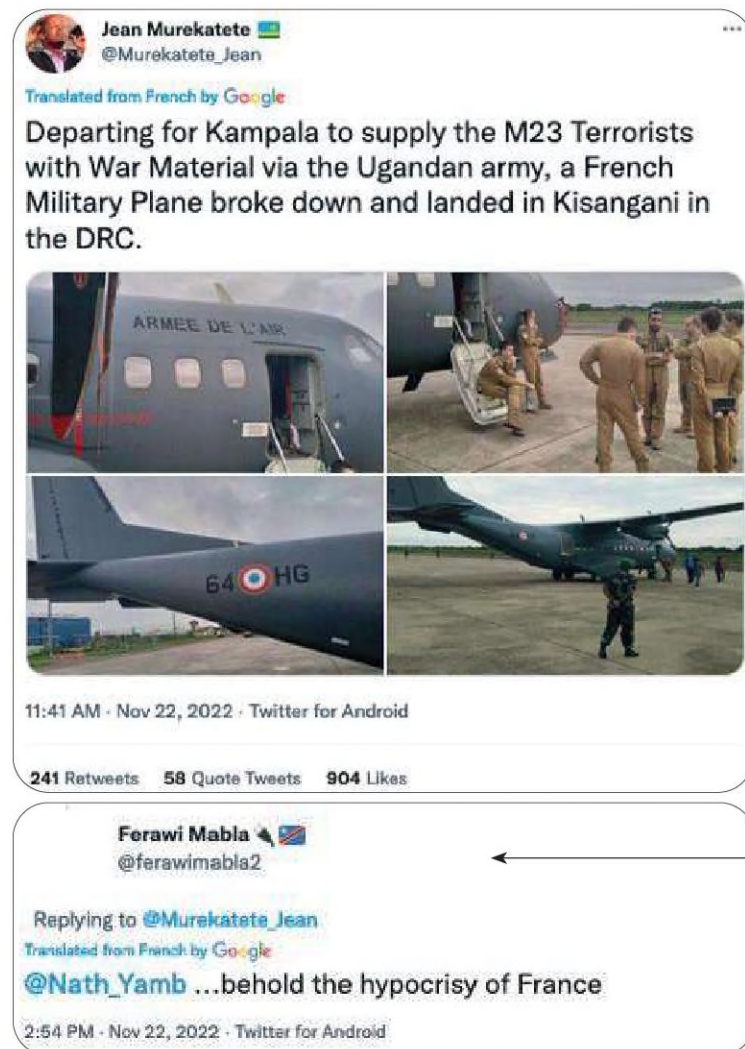 Jean Murekatete
@Murekatete_Jean
Translated from French by Google
Departing for Kampala to supply the M23 Terrorists
with War Material via the Ugandan army, a French
Military Plane broke down and landed in Kisangani in
the DRC.
ARMEE DE L'AIR
64 HG
11:41 AM · Nov 22, 2022 · Twitter for Android
241 Retweets 58 Quote Tweets 904 Likes
Ferawi Mabla
@ferawimabla2
Replying to @Murekatete_Jean
Translated from French by Google
@Nath_Yamb ...behold the hypocrisy of France
2:54 PM · Nov 22, 2022 · Twitter for Android